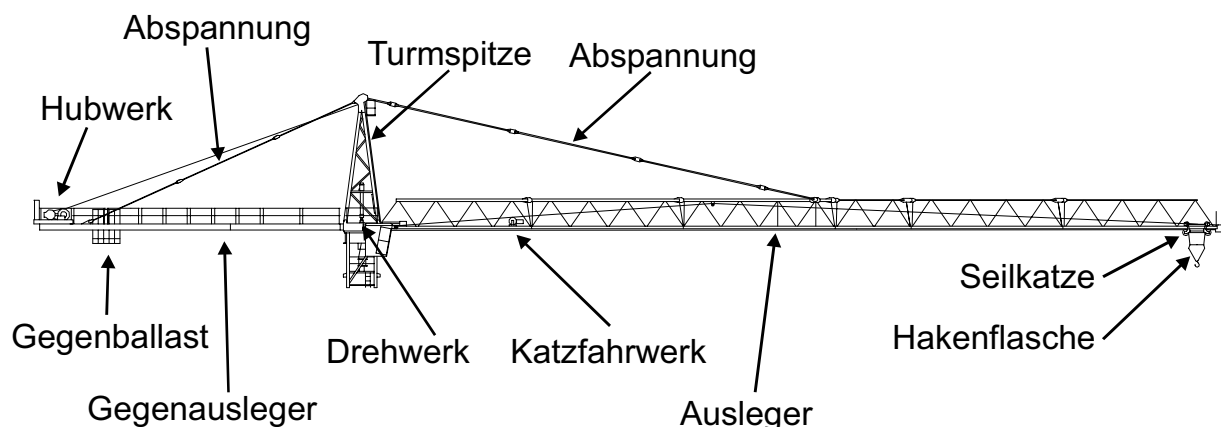 Abspannung
Turmspitze
Abspannung
Hubwerk
Seilkatze
Gegenballast
Drehwerk
Katzfahrwerk
Hakenflasche
Gegenausleger
Ausleger